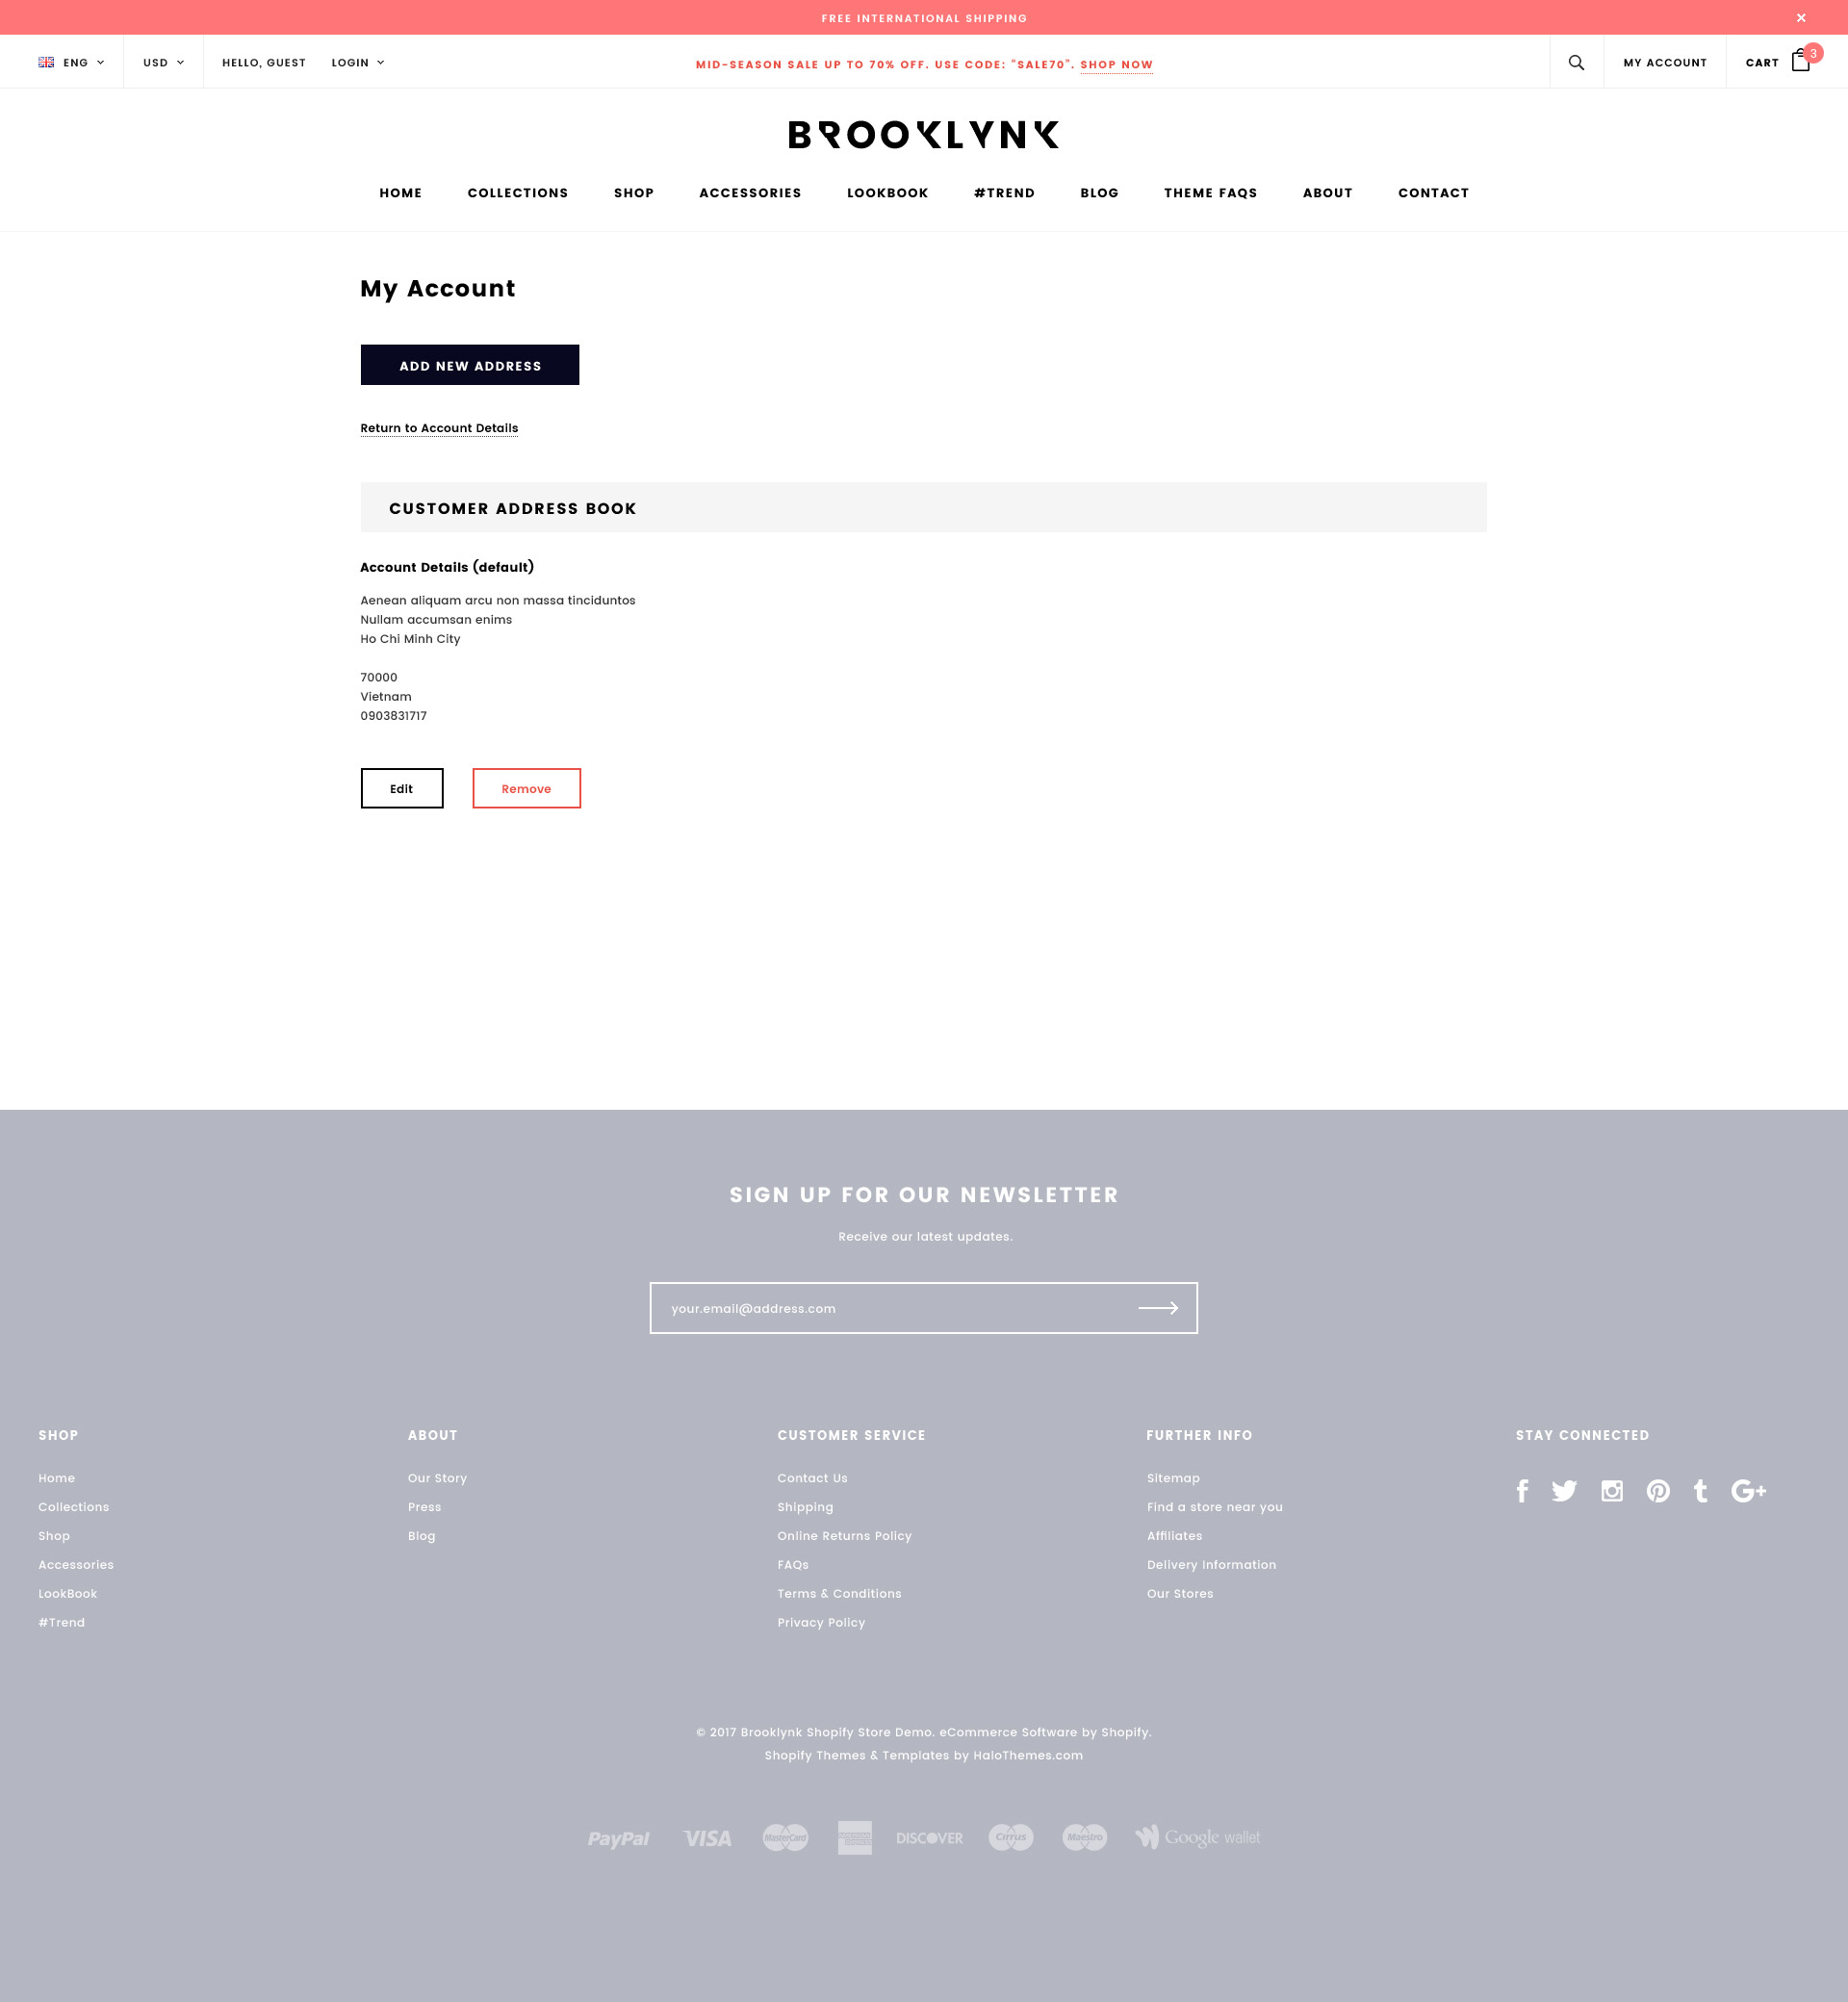 FREE INTERNATIONAL SHIPPING
ENG USD HELLO, GUEST LOGIN MID-SEASON SALE UP TO 70% OFF. USE CODE: "SALE70". SHOP NOW MY ACCOUNT CART 3
BROOKLYNK
HOME COLLECTIONS SHOP ACCESSORIES LOOKBOOK #TREND BLOG THEME FAQS ABOUT CONTACT
My Account
ADD NEW ADDRESS
Return to Account Details
CUSTOMER ADDRESS BOOK
Account Details (default)
Aenean aliquam arcu non massa tinciduntos
Nullam accumsan enims
Ho Chi Minh City
70000
Vietnam
0903831717
Edit Remove
SIGN UP FOR OUR NEWSLETTER
Receive our latest updates.
your.email@address.com
SHOP
Home
Collections
Shop
Accessories
LookBook
#Trend
ABOUT
Our Story
Press
Blog
CUSTOMER SERVICE
Contact Us
Shipping
Online Returns Policy
FAQs
Terms & Conditions
Privacy Policy
FURTHER INFO
Sitemap
Find a store near you
Affiliates
Delivery Information
Our Stores
STAY CONNECTED
© 2017 Brooklynk Shopify Store Demo. eCommerce Software by Shopify.
Shopify Themes & Templates by HaloThemes.com
PayPal VISA MasterCard DISCOVER Cirrus Maestro Google wallet